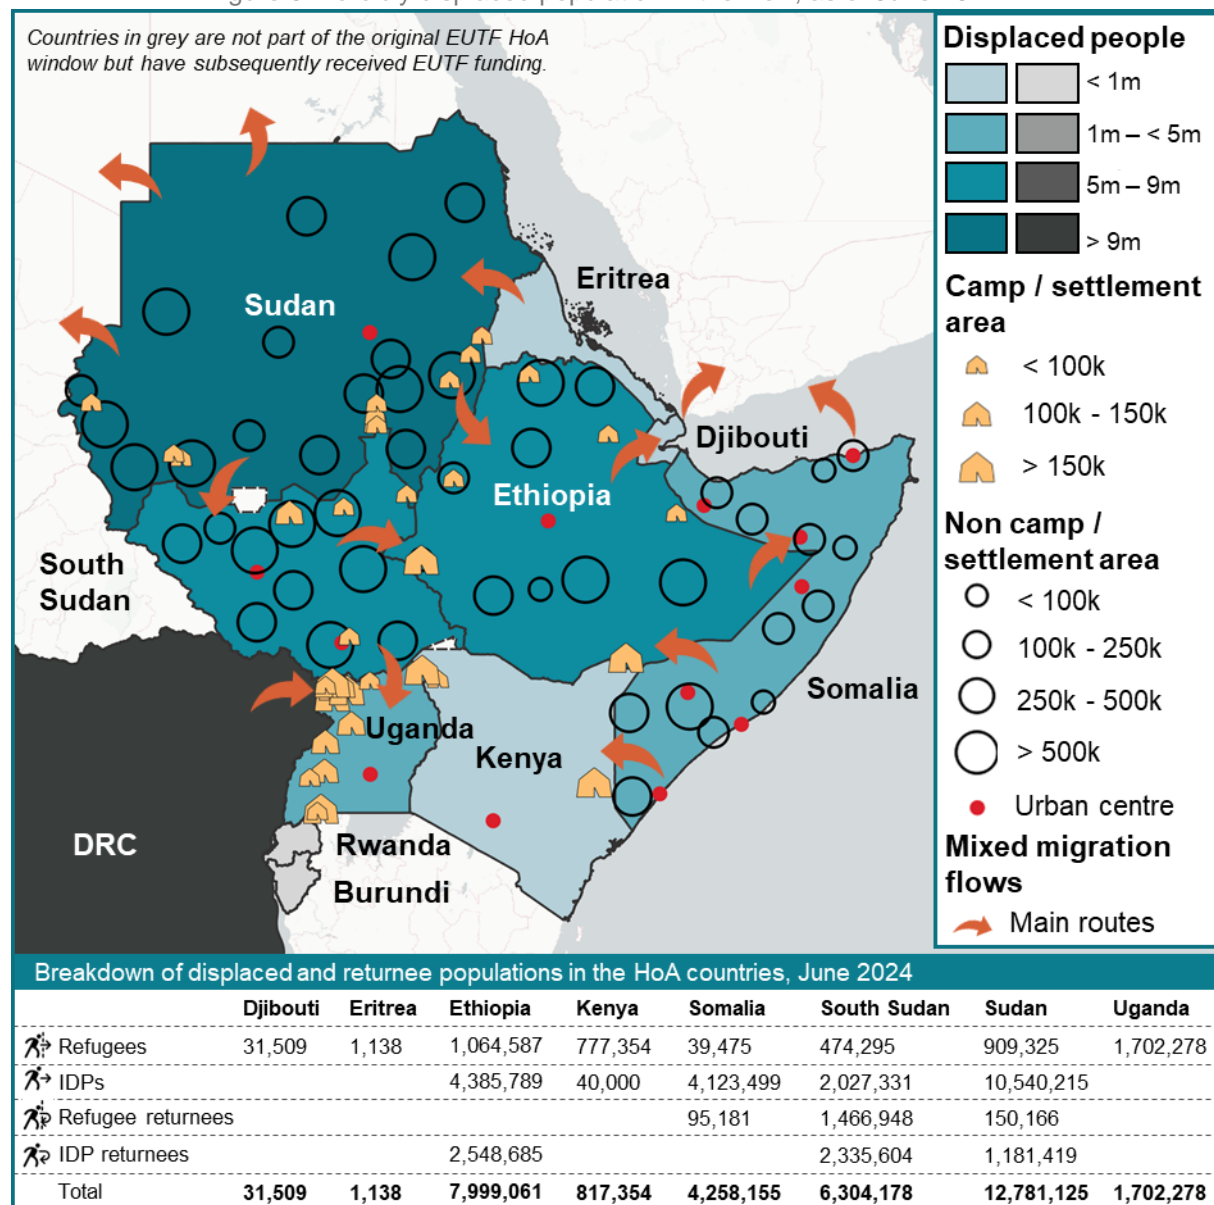 Countries in grey are not part of the original EUTF HoA
window but have subsequently received EUTF funding.
Sudan
Eritrea
Djibouti
Ethiopia
South
Sudan
Somalia
Uganda
Kenya
DRC
Rwanda
Burundi
Displaced people
< 1m
1m – < 5m
5m – 9m
> 9m
Camp / settlement
area
< 100k
100k - 150k
> 150k
Non camp /
settlement area
< 100k
100k - 250k
250k - 500k
> 500k
Urban centre
Mixed migration
flows
Main routes
Breakdown of displaced and returnee populations in the HoA countries, June 2024
Djibouti Eritrea Ethiopia Kenya Somalia South Sudan Sudan Uganda
Refugees 31,509 1,138 1,064,587 777,354 39,475 474,295 909,325 1,702,278
IDPs 4,385,789 40,000 4,123,499 2,027,331 10,540,215
Refugee returnees 95,181 1,466,948 150,166
IDP returnees 2,548,685 2,335,604 1,181,419
Total 31,509 1,138 7,999,061 817,354 4,258,155 6,304,178 12,781,125 1,702,278